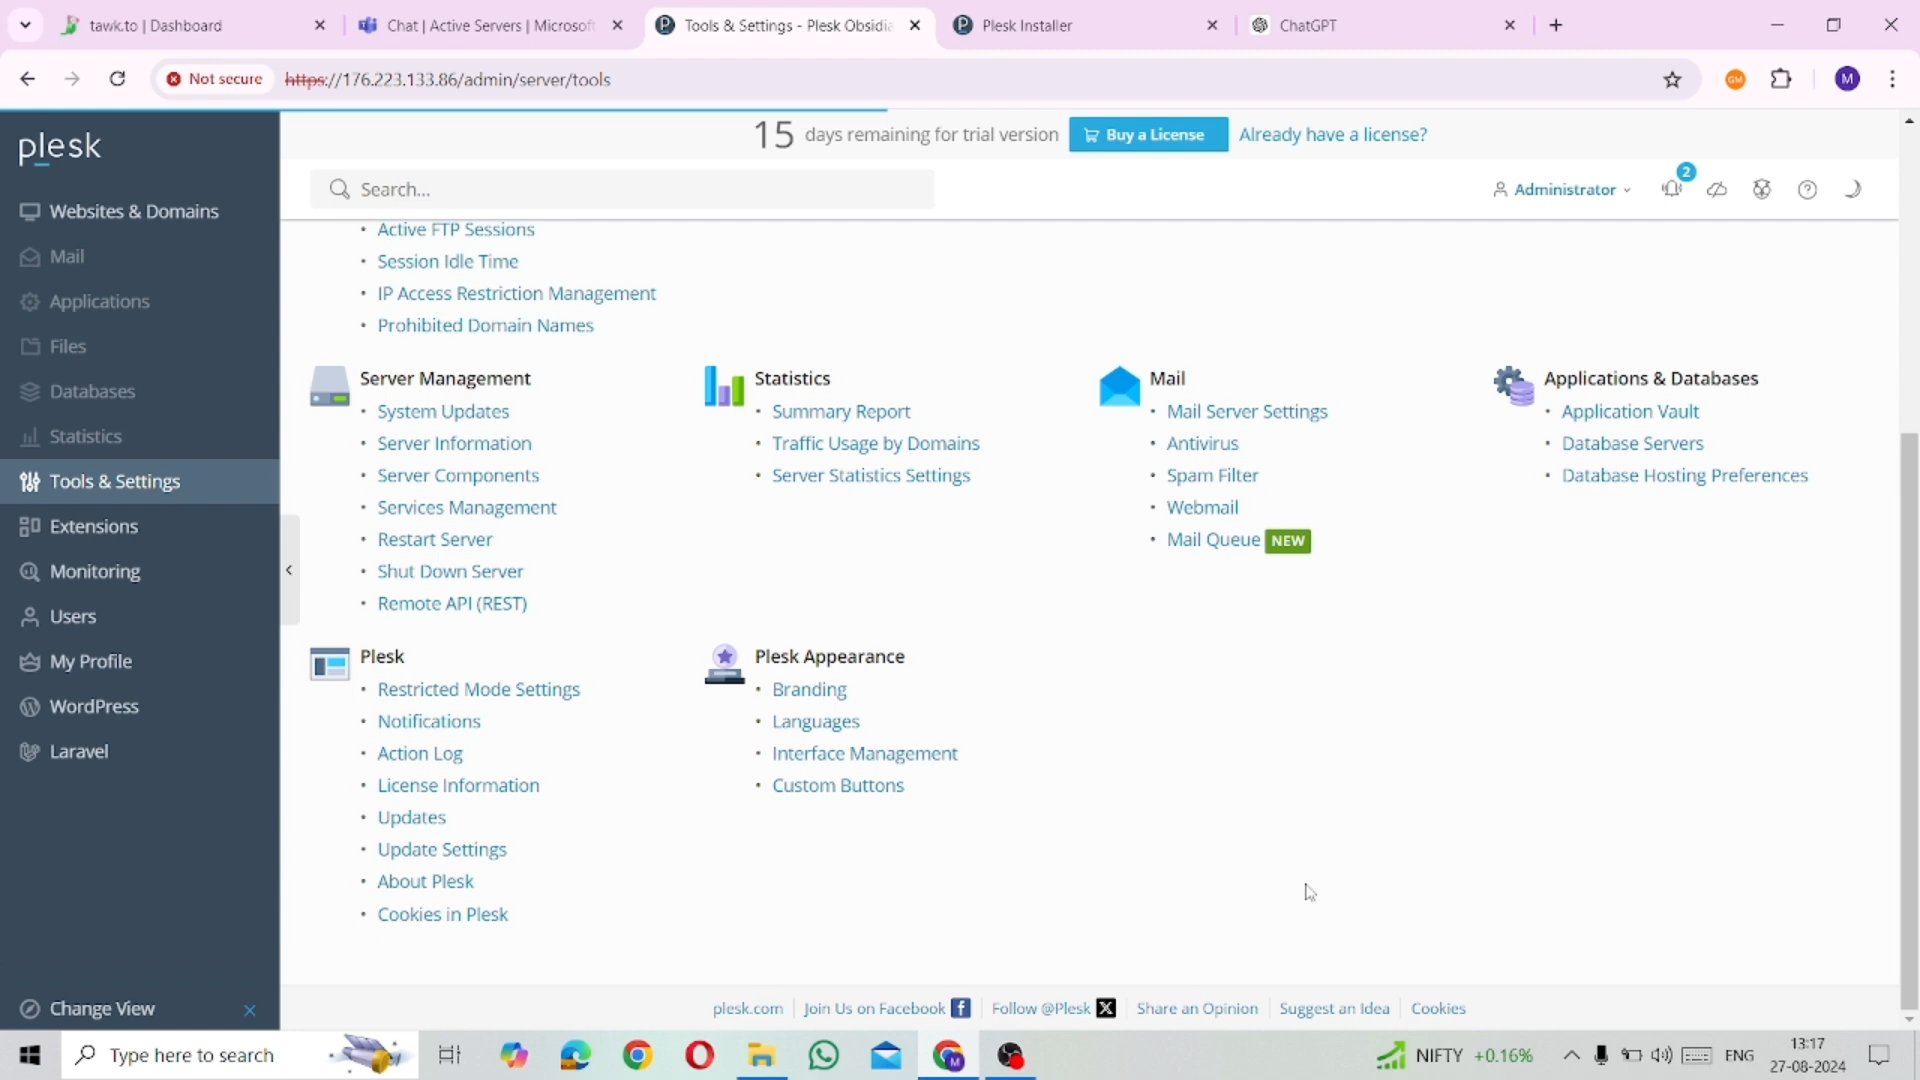 tawk.to | Dashboard
Chat | Active Servers | Microsoft
Tools & Settings - Plesk Obsidia
Plesk Installer
ChatGPT
Not secure
https://176.223.133.86/admin/server/tools
GM
M
plesk
15 days remaining for trial version
Buy a License
Already have a license?
Search...
Administrator
2
Websites & Domains
Mail
Applications
Files
Databases
Statistics
Tools & Settings
Extensions
Monitoring
Users
My Profile
WordPress
Laravel
Change View
Active FTP Sessions
Session Idle Time
IP Access Restriction Management
Prohibited Domain Names
Server Management
System Updates
Server Information
Server Components
Services Management
Restart Server
Shut Down Server
Remote API (REST)
Statistics
Summary Report
Traffic Usage by Domains
Server Statistics Settings
Mail
Mail Server Settings
Antivirus
Spam Filter
Webmail
Mail Queue NEW
Applications & Databases
Application Vault
Database Servers
Database Hosting Preferences
Plesk
Restricted Mode Settings
Notifications
Action Log
License Information
Updates
Update Settings
About Plesk
Cookies in Plesk
Plesk Appearance
Branding
Languages
Interface Management
Custom Buttons
plesk.com
Join Us on Facebook
Follow @Plesk
Share an Opinion
Suggest an Idea
Cookies
Type here to search
NIFTY +0.16%
ENG
13:17
27-08-2024